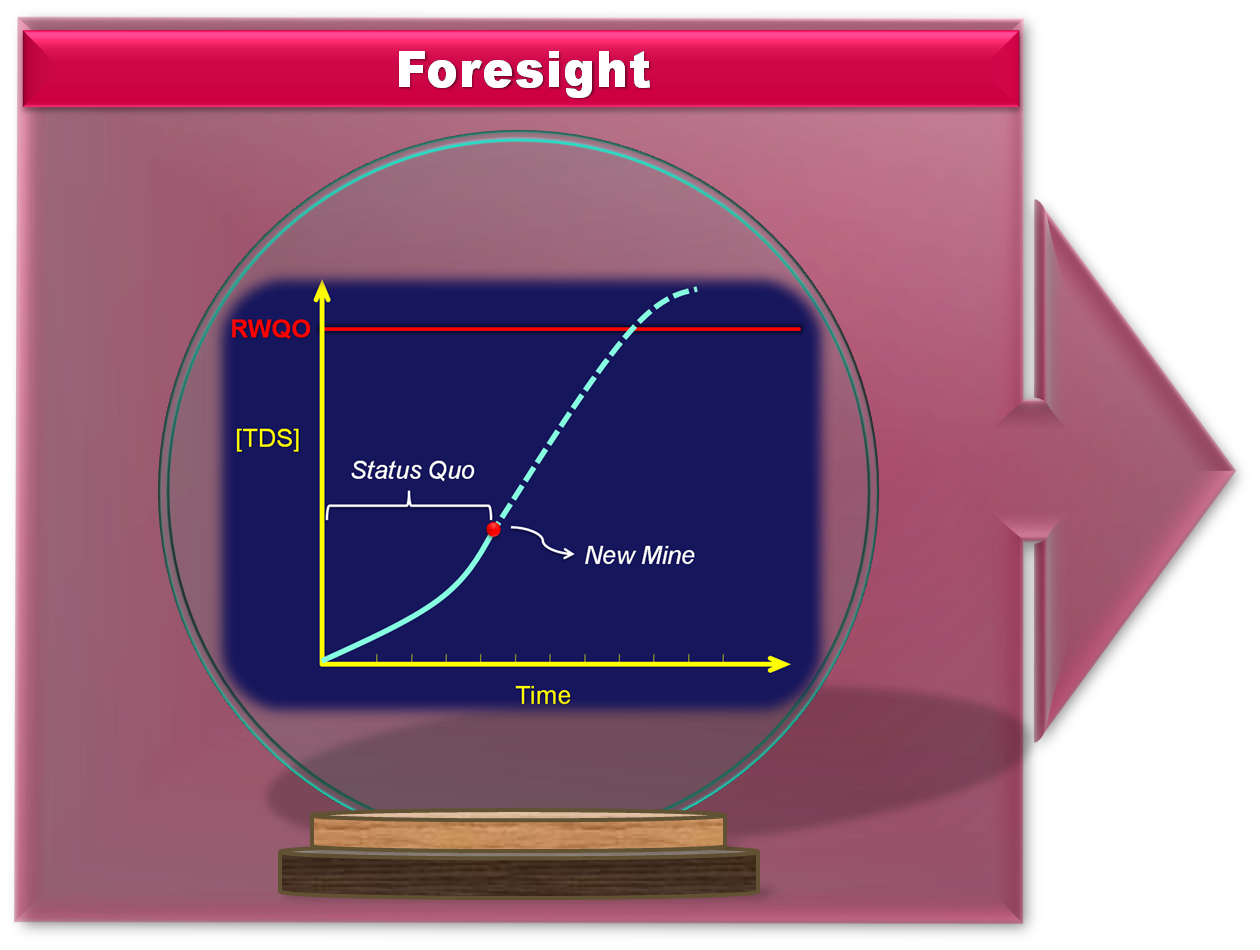 Foresight
RWQO
[TDS]
Status Quo
New Mine
Time